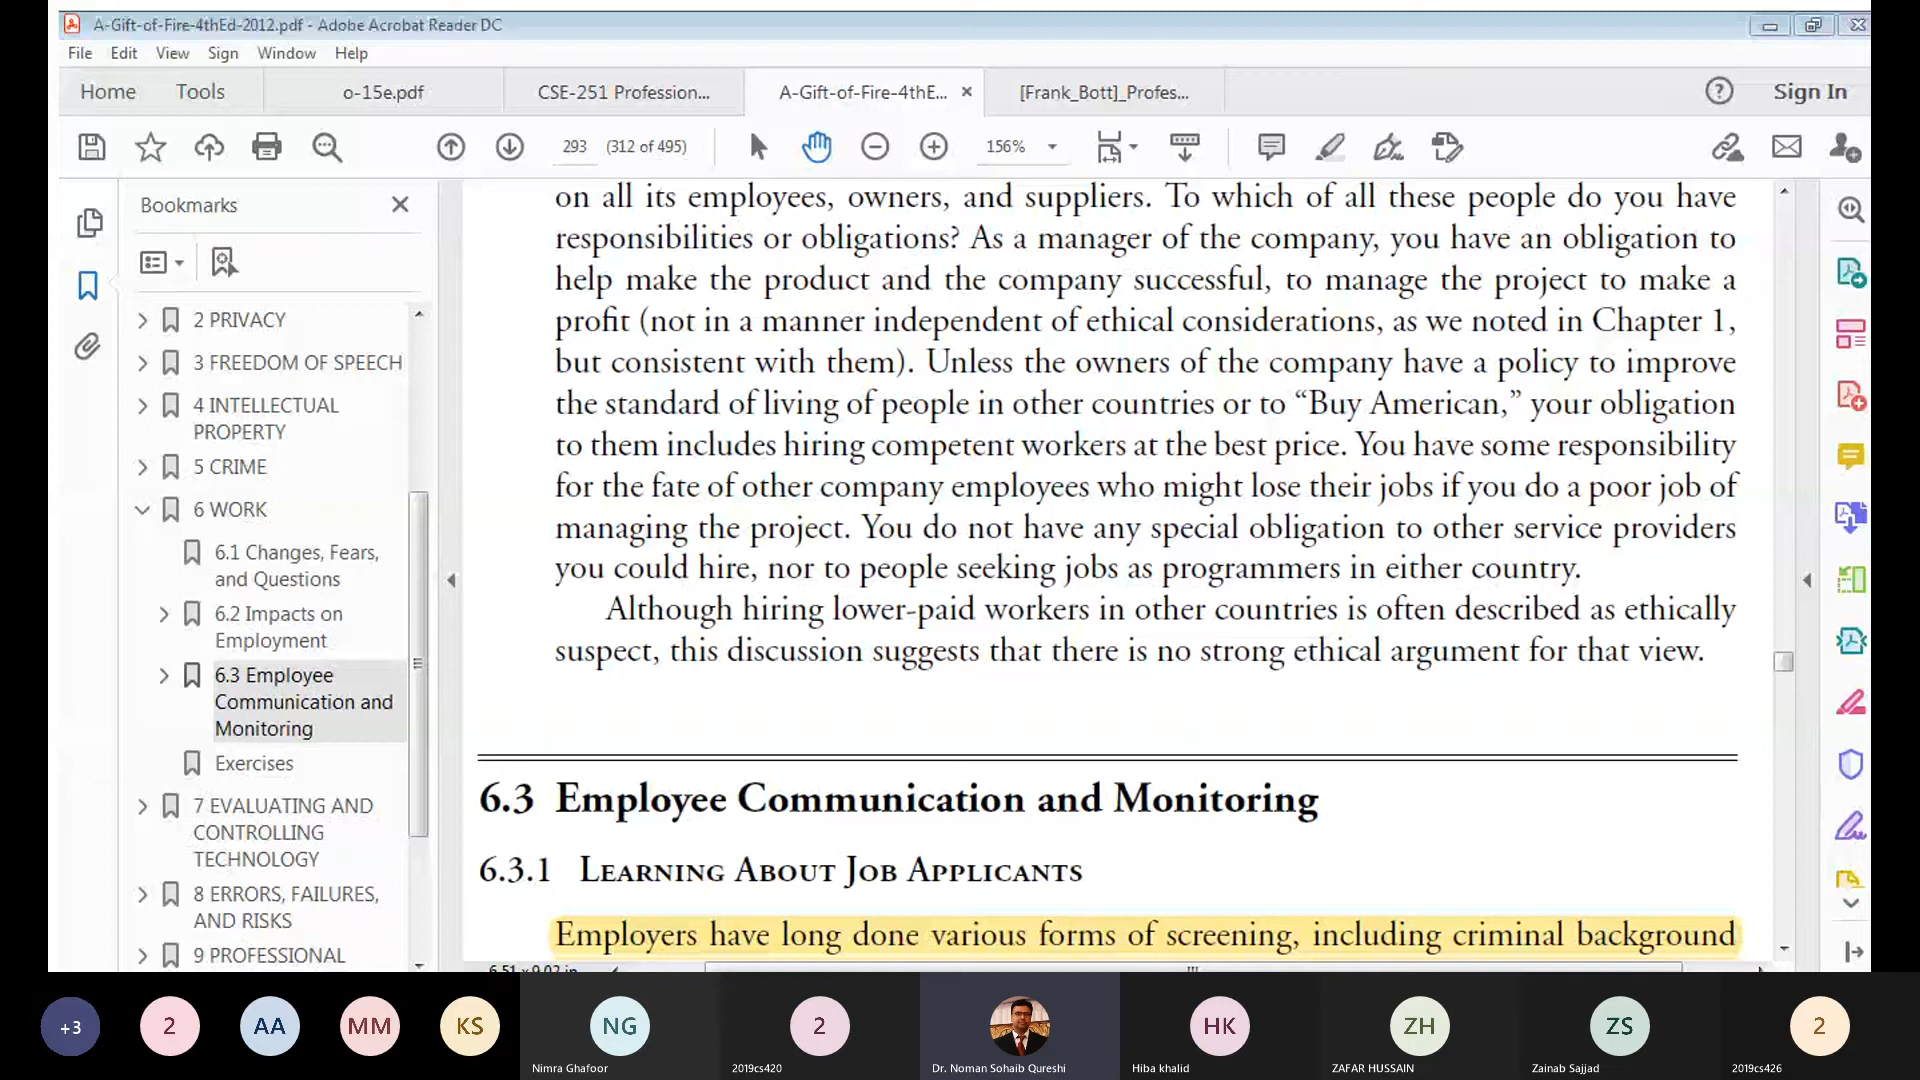 A-Gift-of-Fire-4thEd-2012.pdf - Adobe Acrobat Reader DC
File Edit View Sign Window Help
Home Tools o-15e.pdf CSE-251 Profession... A-Gift-of-Fire-4thE... [Frank_Bott]_Profes... Sign In
293 (312 of 495) 156%
Bookmarks
2 PRIVACY
3 FREEDOM OF SPEECH
4 INTELLECTUAL
PROPERTY
5 CRIME
6 WORK
6.1 Changes, Fears,
and Questions
6.2 Impacts on
Employment
6.3 Employee
Communication and
Monitoring
Exercises
7 EVALUATING AND
CONTROLLING
TECHNOLOGY
8 ERRORS, FAILURES,
AND RISKS
9 PROFESSIONAL
on all its employees, owners, and suppliers. To which of all these people do you have
responsibilities or obligations? As a manager of the company, you have an obligation to
help make the product and the company successful, to manage the project to make a
profit (not in a manner independent of ethical considerations, as we noted in Chapter 1,
but consistent with them). Unless the owners of the company have a policy to improve
the standard of living of people in other countries or to “Buy American,” your obligation
to them includes hiring competent workers at the best price. You have some responsibility
for the fate of other company employees who might lose their jobs if you do a poor job of
managing the project. You do not have any special obligation to other service providers
you could hire, nor to people seeking jobs as programmers in either country.
Although hiring lower-paid workers in other countries is often described as ethically
suspect, this discussion suggests that there is no strong ethical argument for that view.
6.3 Employee Communication and Monitoring
6.3.1 Learning About Job Applicants
Employers have long done various forms of screening, including criminal background
6.51 x 9.02 in
+3 2 AA MM KS NG 2 HK ZH ZS 2
Nimra Ghafoor 2019cs420 Dr. Noman Sohaib Qureshi Hiba khalid ZAFAR HUSSAIN Zainab Sajjad 2019cs426